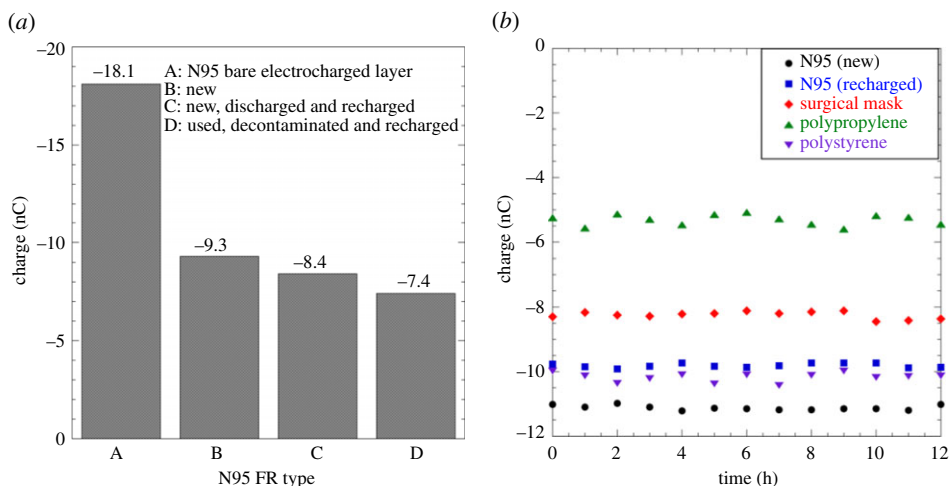 (a)
−20
−15
−10
−5
0
charge (nC)
−18.1
−9.3
−8.4
−7.4
A: N95 bare electrocharged layer
B: new
C: new, discharged and recharged
D: used, decontaminated and recharged
A B C D
N95 FR type
(b)
0
−2
−4
−6
−8
−10
−12
charge (nC)
N95 (new)
N95 (recharged)
surgical mask
polypropylene
polystyrene
0 2 4 6 8 10 12
time (h)